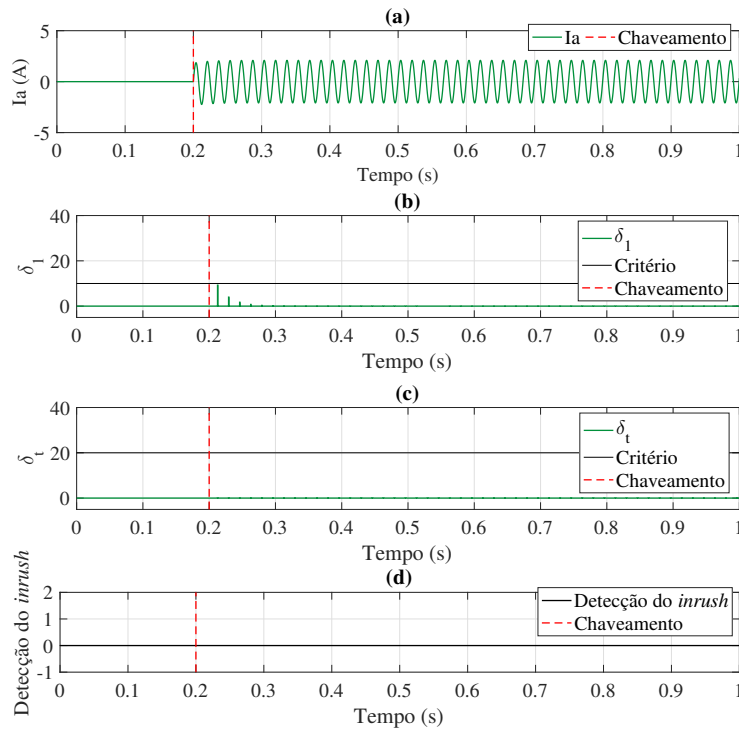 (a)
Ia (A)
5
0
-5
Ia
Chaveamento
0 0.1 0.2 0.3 0.4 0.5 0.6 0.7 0.8 0.9 1
Tempo (s)
(b)
δ1
40
20
0
δ1
Critério
Chaveamento
0 0.1 0.2 0.3 0.4 0.5 0.6 0.7 0.8 0.9 1
Tempo (s)
(c)
δt
40
20
0
δt
Critério
Chaveamento
0 0.1 0.2 0.3 0.4 0.5 0.6 0.7 0.8 0.9 1
Tempo (s)
(d)
Detecção do inrush
2
1
0
-1
Detecção do inrush
Chaveamento
0 0.1 0.2 0.3 0.4 0.5 0.6 0.7 0.8 0.9 1
Tempo (s)